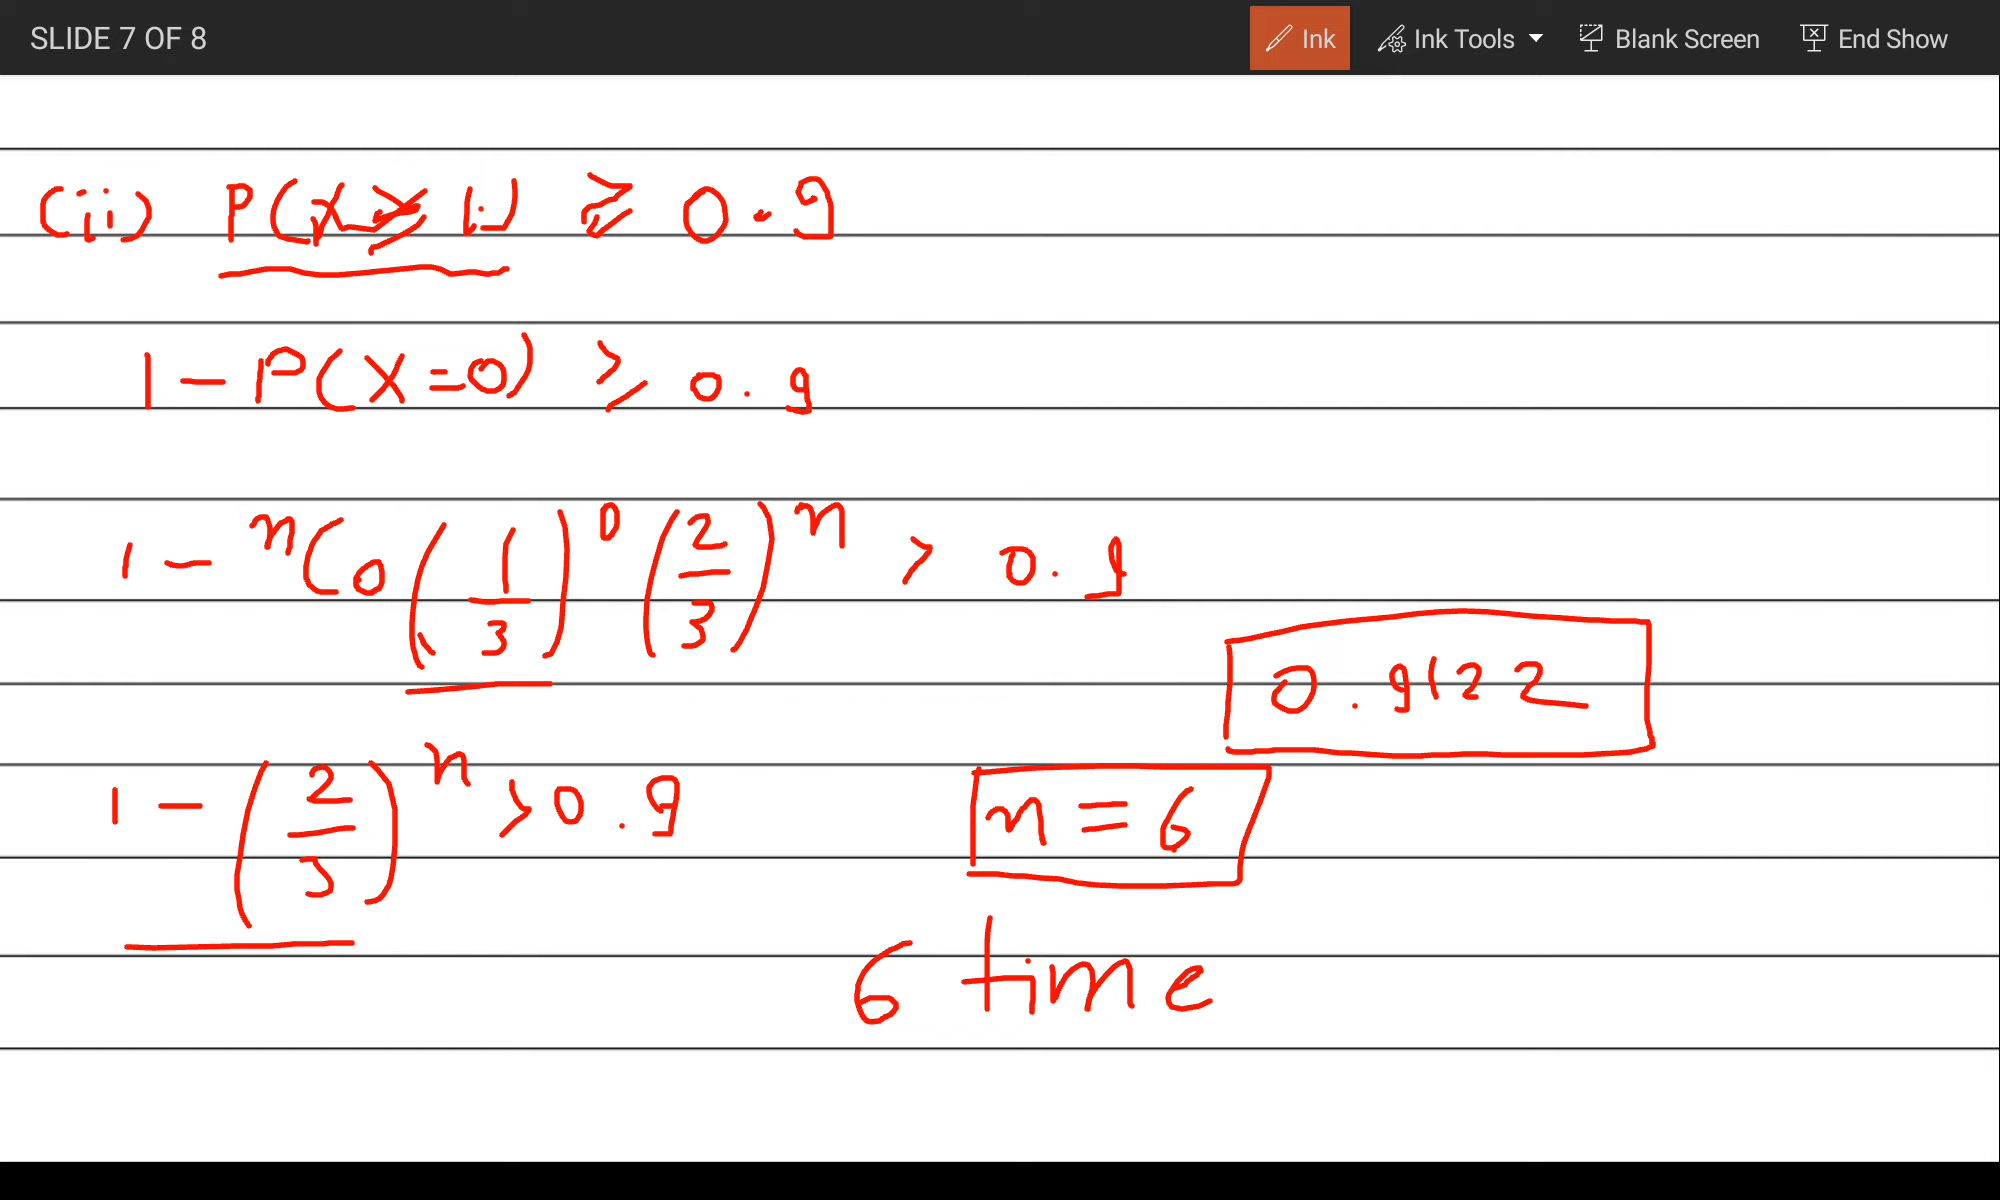 SLIDE 7 OF 8 Ink Ink Tools Blank Screen End Show
(ii) P(X ≥ 1) ≥ 0.9
1 - P(X=0) ≥ 0.9
1 - ⁿC₀ (1/3)⁰ (2/3)ⁿ > 0.9
0.9122
1 - (2/3)ⁿ > 0.9
n = 6
6 time